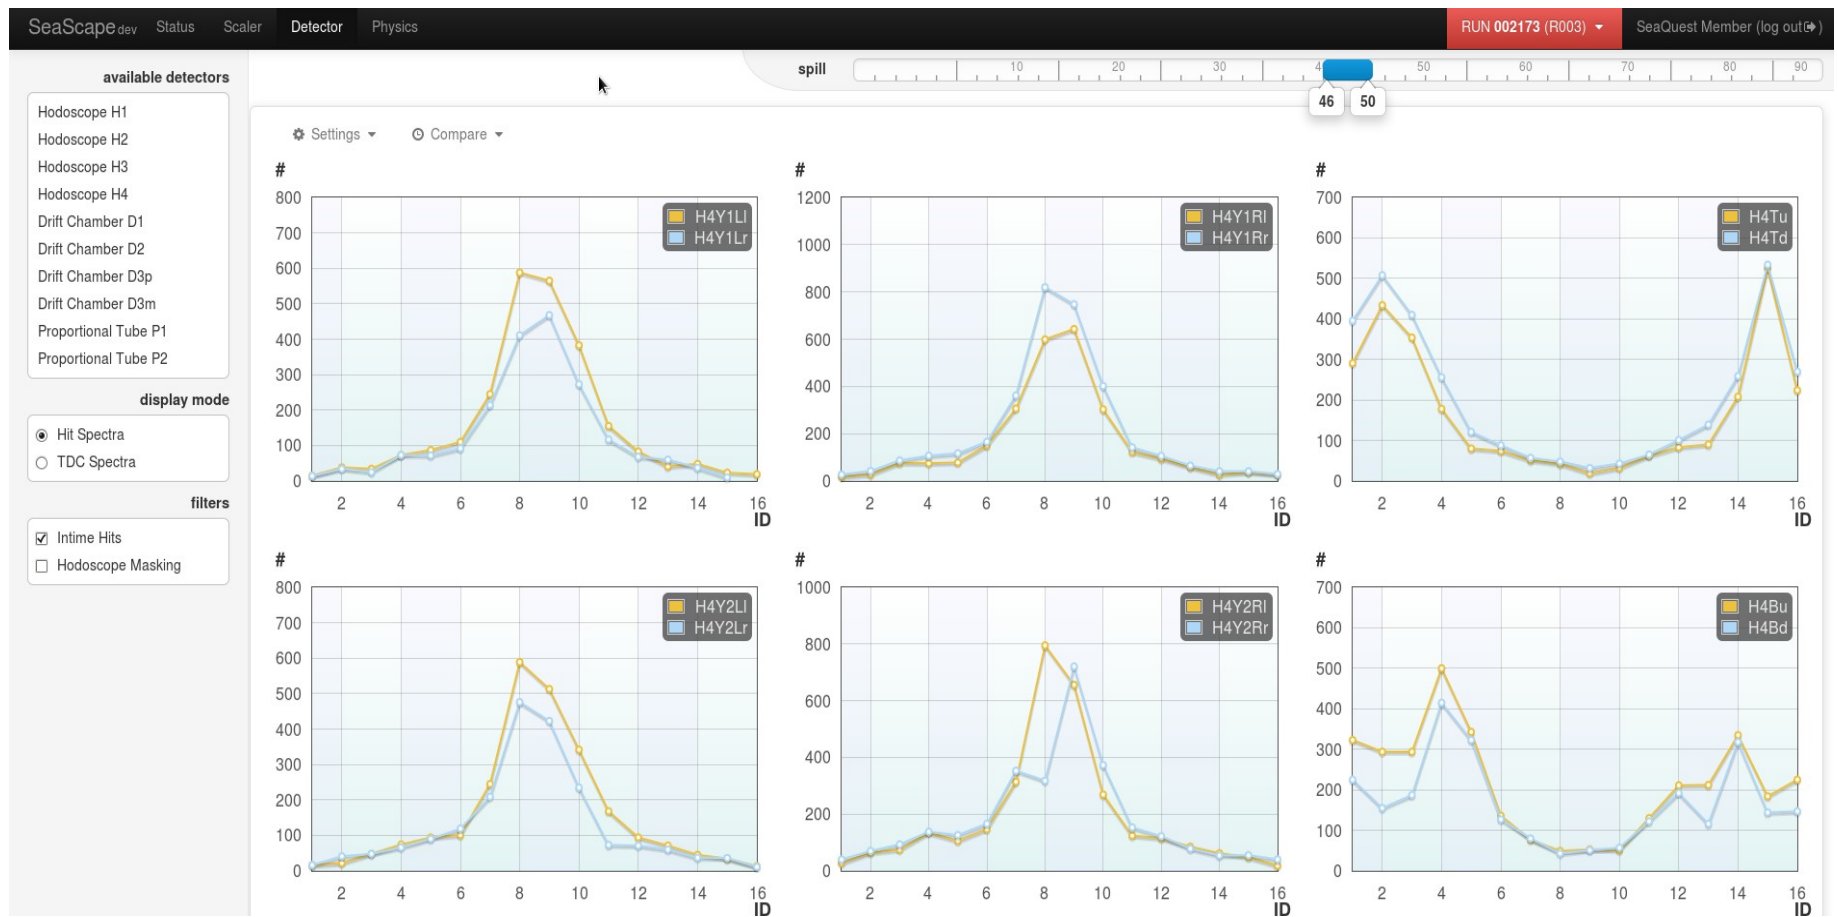 SeaScape dev Status Scaler Detector Physics RUN 002173 (R003) SeaQuest Member (log out)
available detectors
Hodoscope H1
Hodoscope H2
Hodoscope H3
Hodoscope H4
Drift Chamber D1
Drift Chamber D2
Drift Chamber D3p
Drift Chamber D3m
Proportional Tube P1
Proportional Tube P2
display mode
Hit Spectra
TDC Spectra
filters
Intime Hits
Hodoscope Masking
spill 10 20 30 4 50 60 70 80 90
46 50
Settings Compare
#
800
700
600
500
400
300
200
100
0
2 4 6 8 10 12 14 16
ID
H4Y1Ll
H4Y1Lr
#
1200
1000
800
600
400
200
0
2 4 6 8 10 12 14 16
ID
H4Y1Rl
H4Y1Rr
#
700
600
500
400
300
200
100
0
2 4 6 8 10 12 14 16
ID
H4Tu
H4Td
#
800
700
600
500
400
300
200
100
0
2 4 6 8 10 12 14 16
ID
H4Y2Ll
H4Y2Lr
#
1000
800
600
400
200
0
2 4 6 8 10 12 14 16
ID
H4Y2Rl
H4Y2Rr
#
700
600
500
400
300
200
100
0
2 4 6 8 10 12 14 16
ID
H4Bu
H4Bd